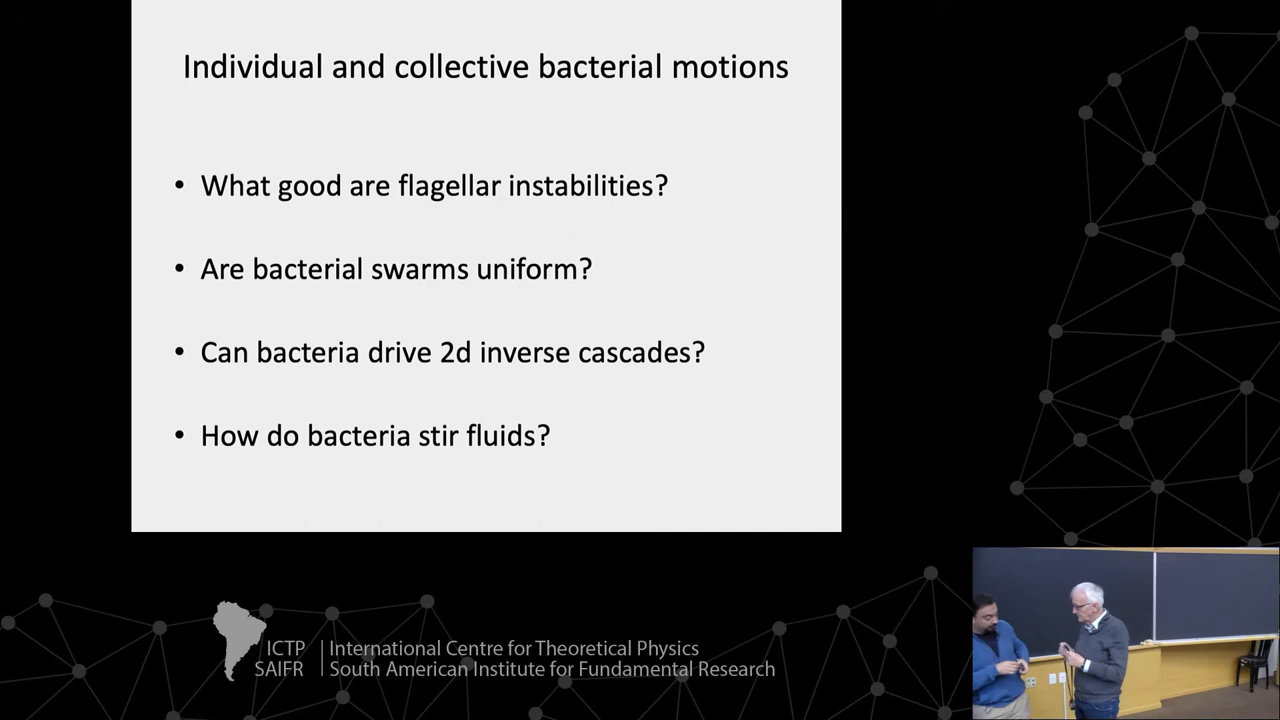 Individual and collective bacterial motions
• What good are flagellar instabilities?
• Are bacterial swarms uniform?
• Can bacteria drive 2d inverse cascades?
• How do bacteria stir fluids?
ICTP | International Centre for Theoretical Physics
SAIFR | South American Institute for Fundamental Research